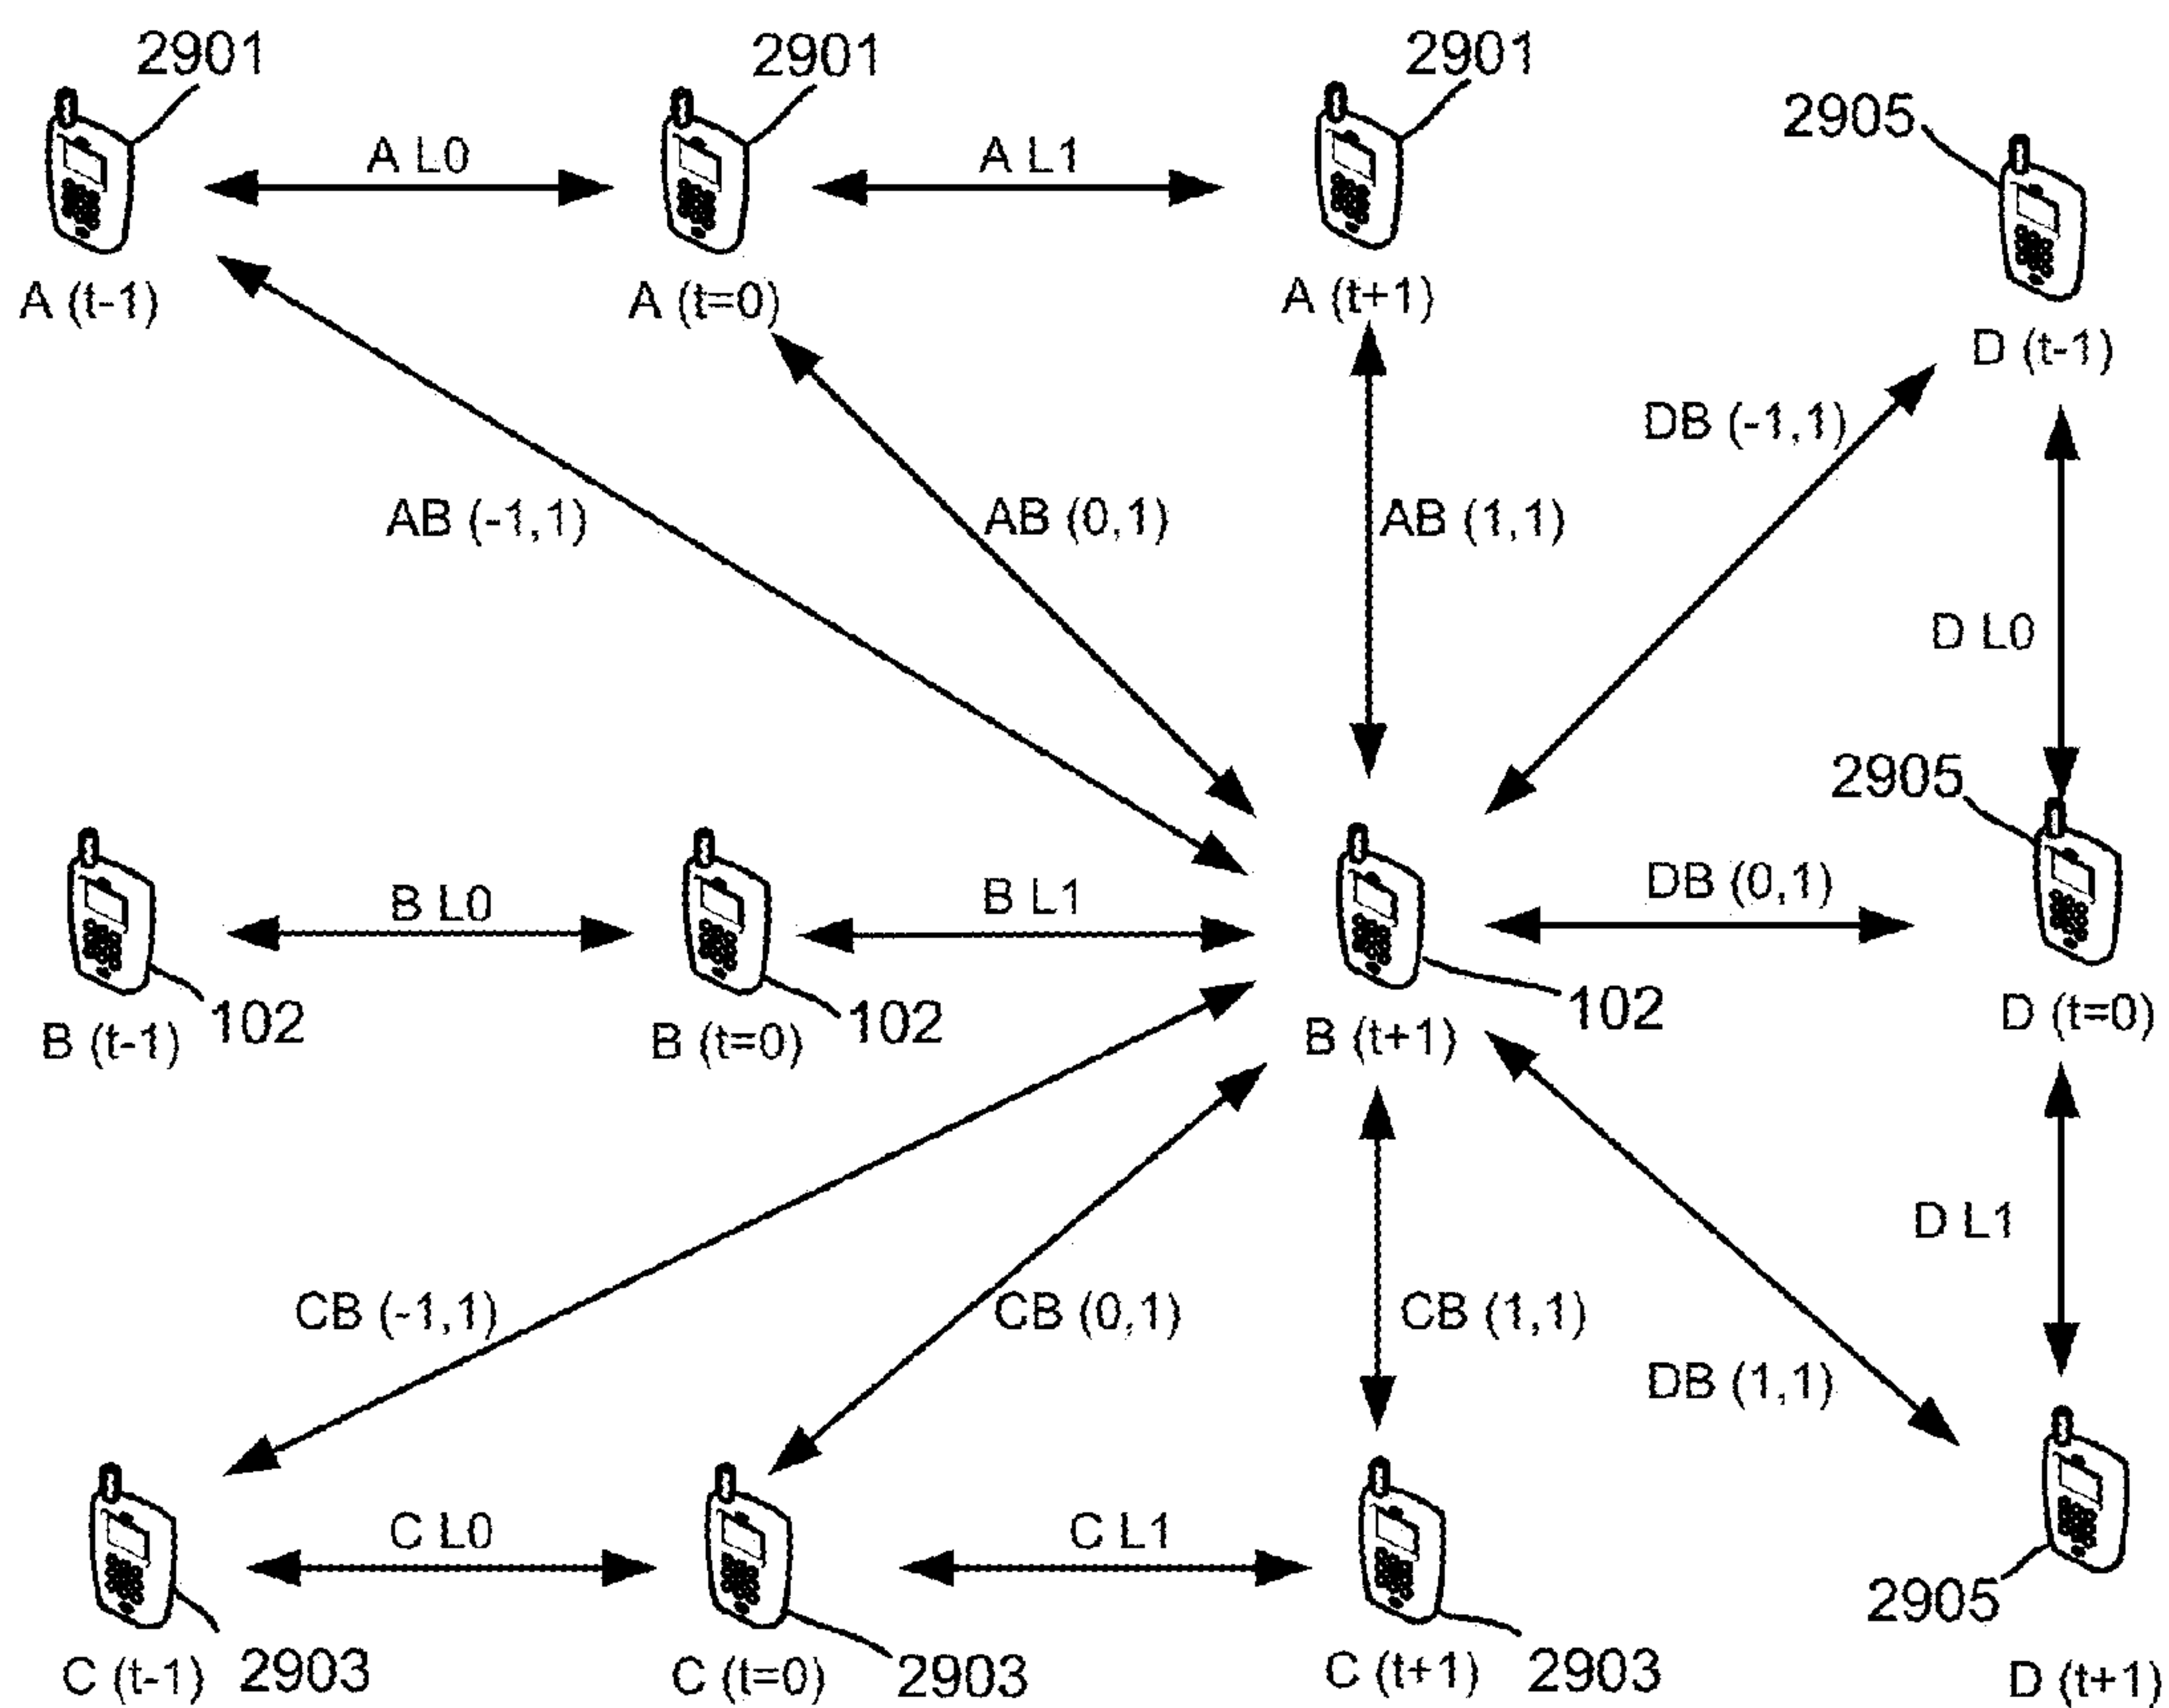 2901
2901
2901
2905
A L0
A L1
A (t-1)
A (t=0)
A (t+1)
D (t-1)
DB (-1,1)
AB (-1,1)
AB (0,1)
AB (1,1)
D L0
2905
B L0
B L1
DB (0,1)
B (t-1)
102
B (t=0)
102
B (t+1)
102
D (t=0)
D L1
CB (-1,1)
CB (0,1)
CB (1,1)
DB (1,1)
C L0
C L1
2905
C (t-1)
2903
C (t=0)
2903
C (t+1)
2903
D (t+1)